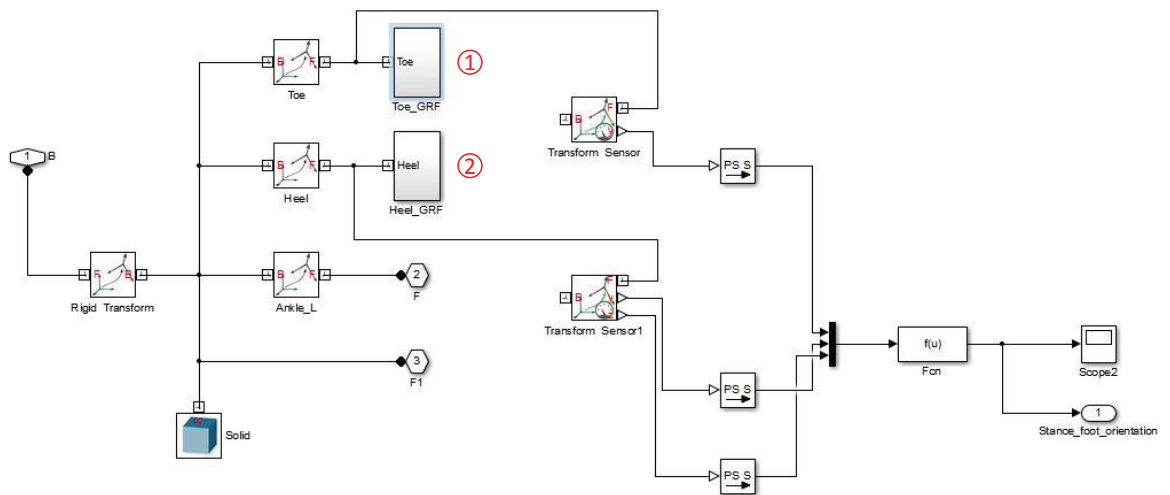 B F
Toe
Toe
Toe_GRF
①
F
B
Transform Sensor
PS S
1
B
B F
Heel
Heel
Heel_GRF
②
F B
Rigid Transform
B F
Ankle_L
2
F
F
B
x
z
Transform Sensor1
f(u)
Fcn
Scope2
3
F1
PS S
1
Stance_foot_orientation
Solid
PS S